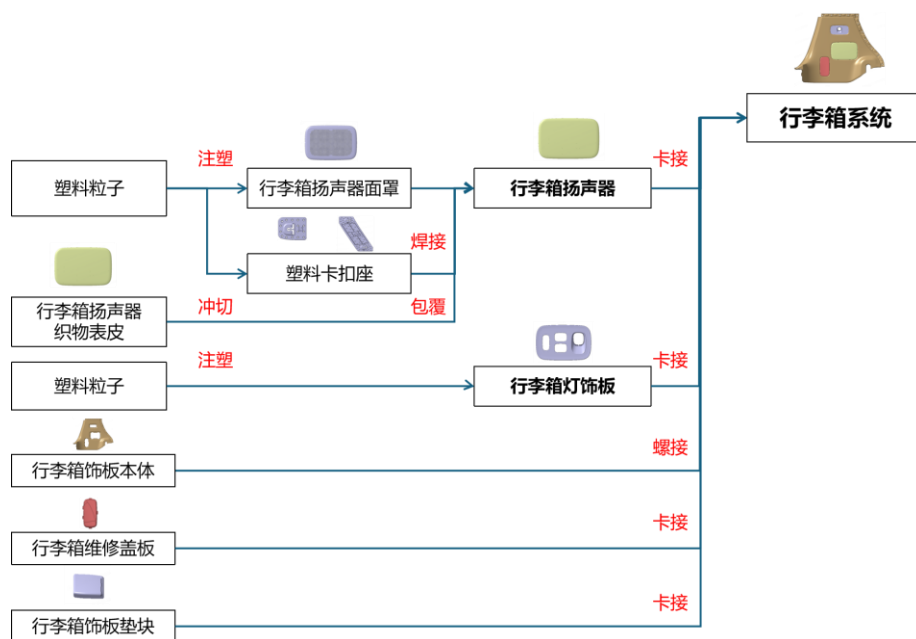 行李箱系统
注塑
卡接
塑料粒子
行李箱扬声器面罩
行李箱扬声器
焊接
塑料卡扣座
冲切
包覆
行李箱扬声器
织物表皮
注塑
卡接
塑料粒子
行李箱灯饰板
螺接
行李箱饰板本体
卡接
行李箱维修盖板
卡接
行李箱饰板垫块